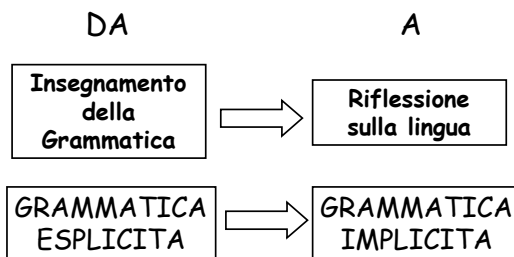 DA A
Insegnamento
della
Grammatica
Riflessione
sulla lingua
GRAMMATICA
ESPLICITA
GRAMMATICA
IMPLICITA